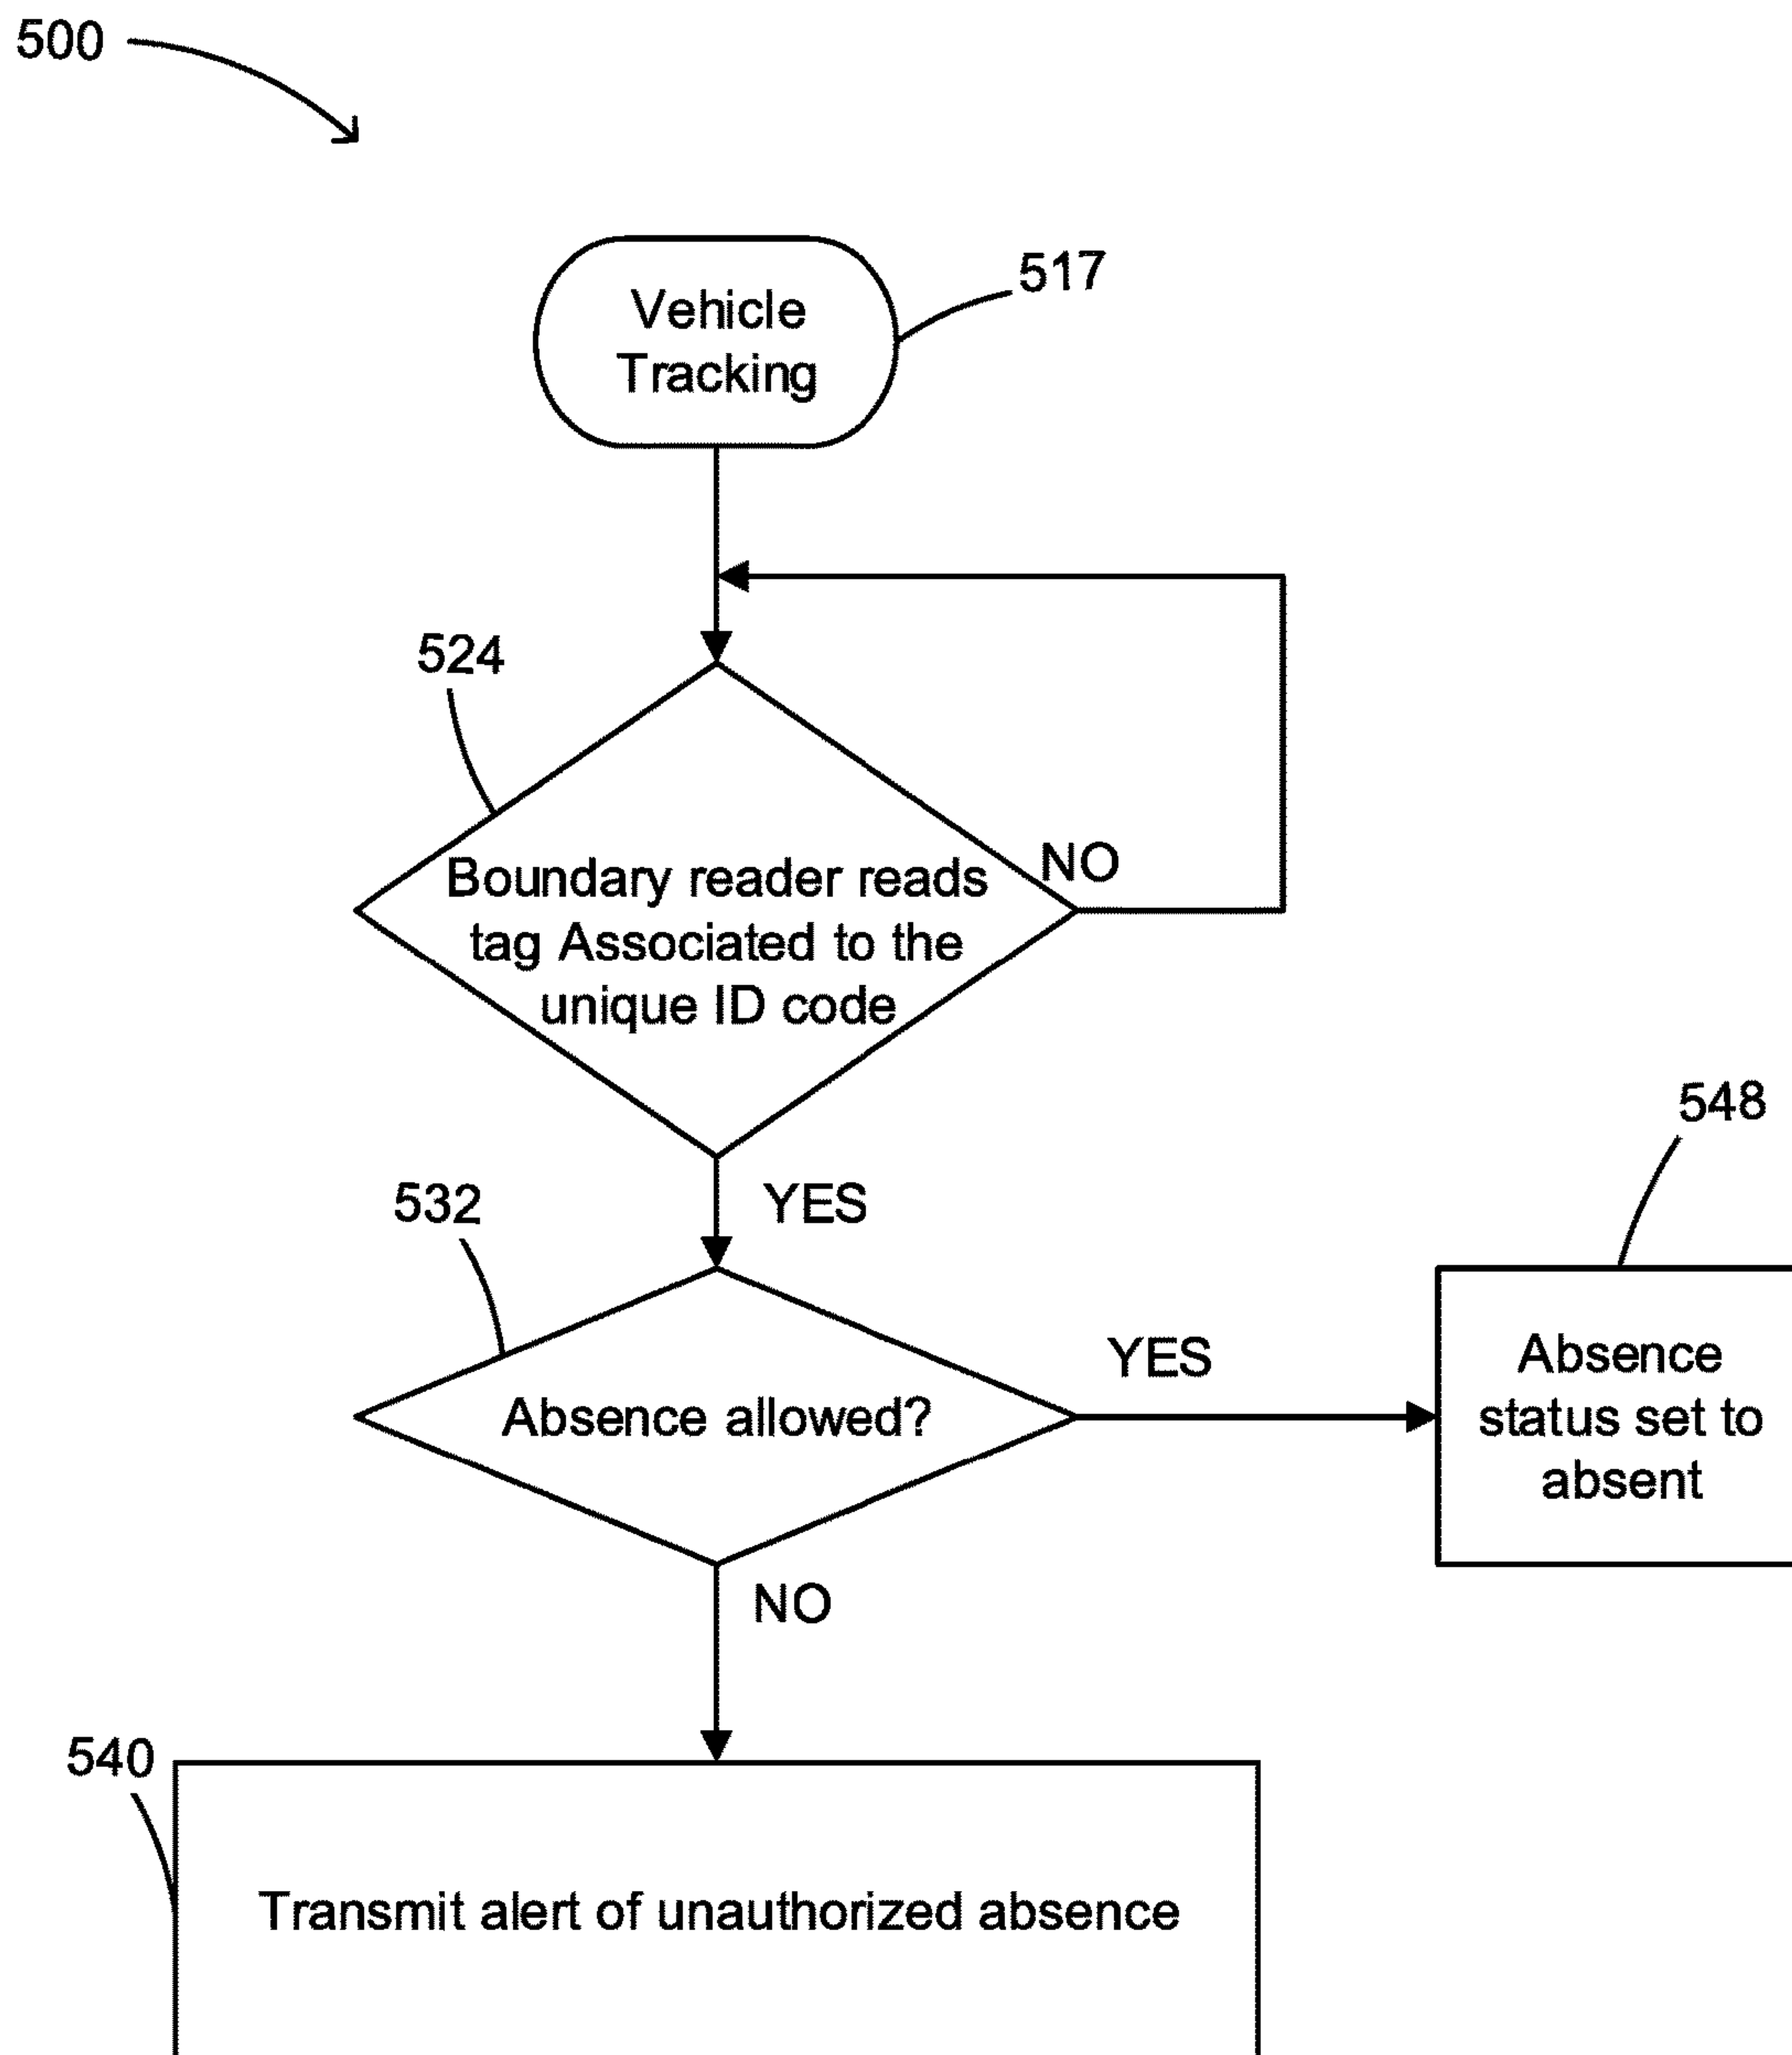 500
Vehicle
Tracking
517
524
Boundary reader reads
tag Associated to the
unique ID code
NO
YES
532
Absence allowed?
YES
548
Absence
status set to
absent
NO
540
Transmit alert of unauthorized absence